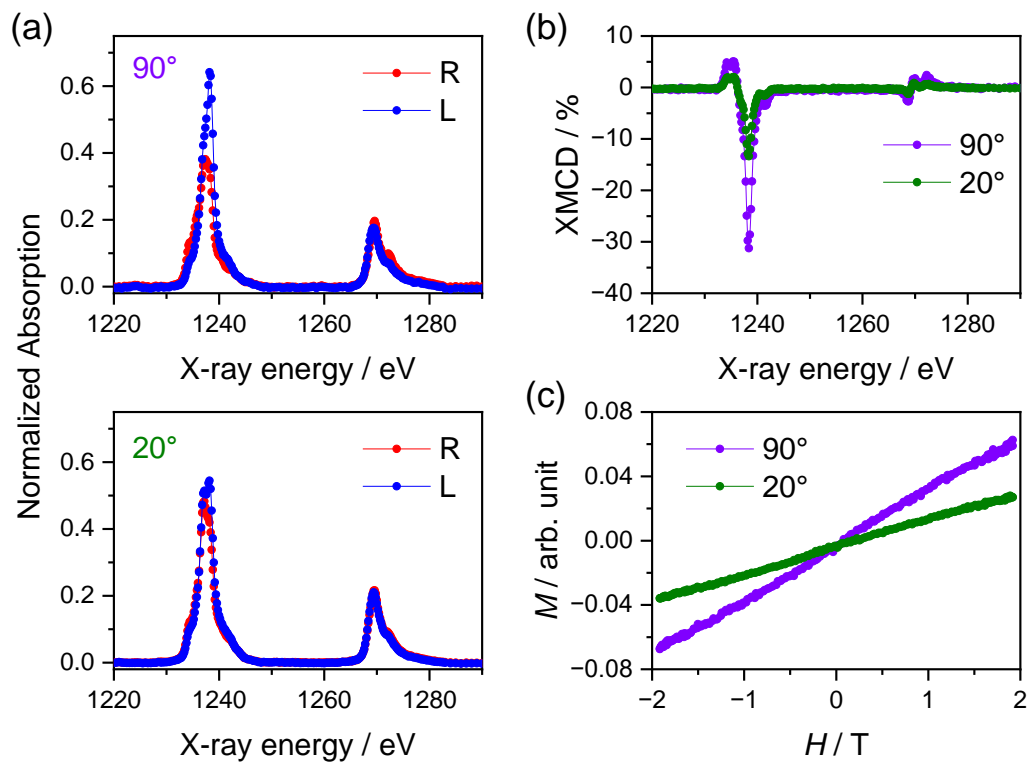 (a)
90°
R
L
0.6
0.4
0.2
0.0
1220 1240 1260 1280
X-ray energy / eV
Normalized Absorption
20°
R
L
0.6
0.4
0.2
0.0
1220 1240 1260 1280
X-ray energy / eV
(b)
10
0
−10
−20
−30
−40
XMCD / %
90°
20°
1220 1240 1260 1280
X-ray energy / eV
(c)
0.08
0.04
0.00
−0.04
−0.08
M / arb. unit
90°
20°
−2 −1 0 1 2
H / T